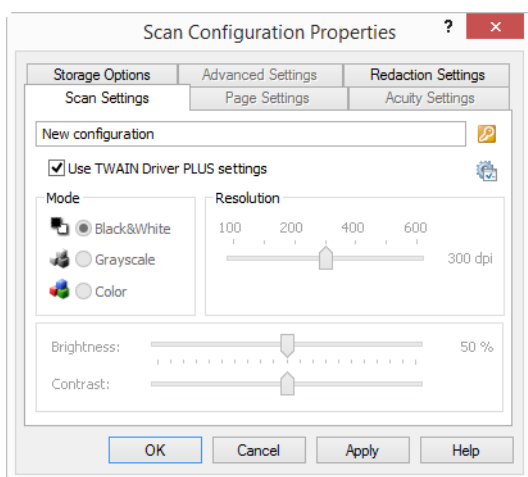 Scan Configuration Properties ? ×
Storage Options Advanced Settings Redaction Settings
Scan Settings Page Settings Acuity Settings
New configuration
Use TWAIN Driver PLUS settings
Mode Resolution
Black&White 100 200 400 600
Grayscale 300 dpi
Color
Brightness: 50 %
Contrast:
OK Cancel Apply Help